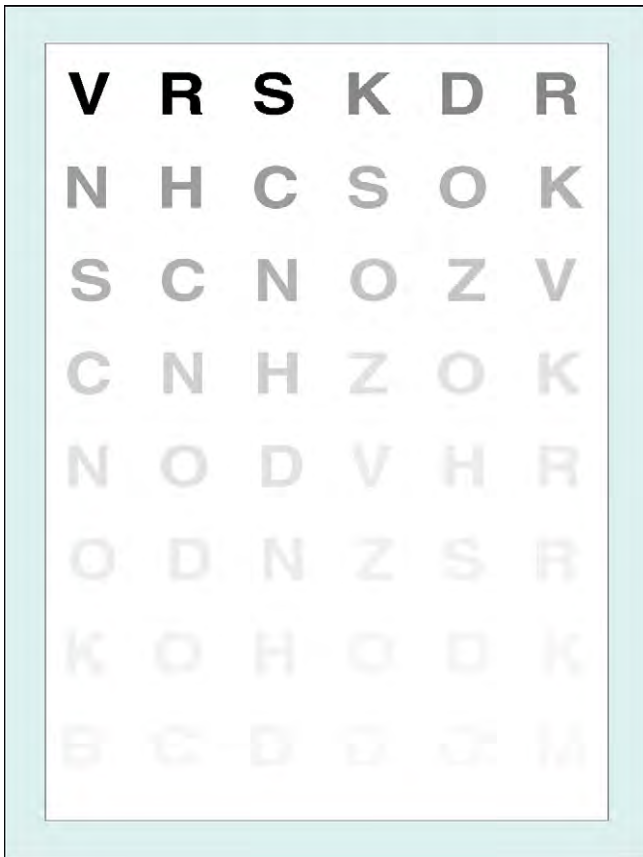 V R S K D R
N H C S O K
S C N O Z V
C N H Z O K
N O D V H R
O D N Z S R
K O H O D K